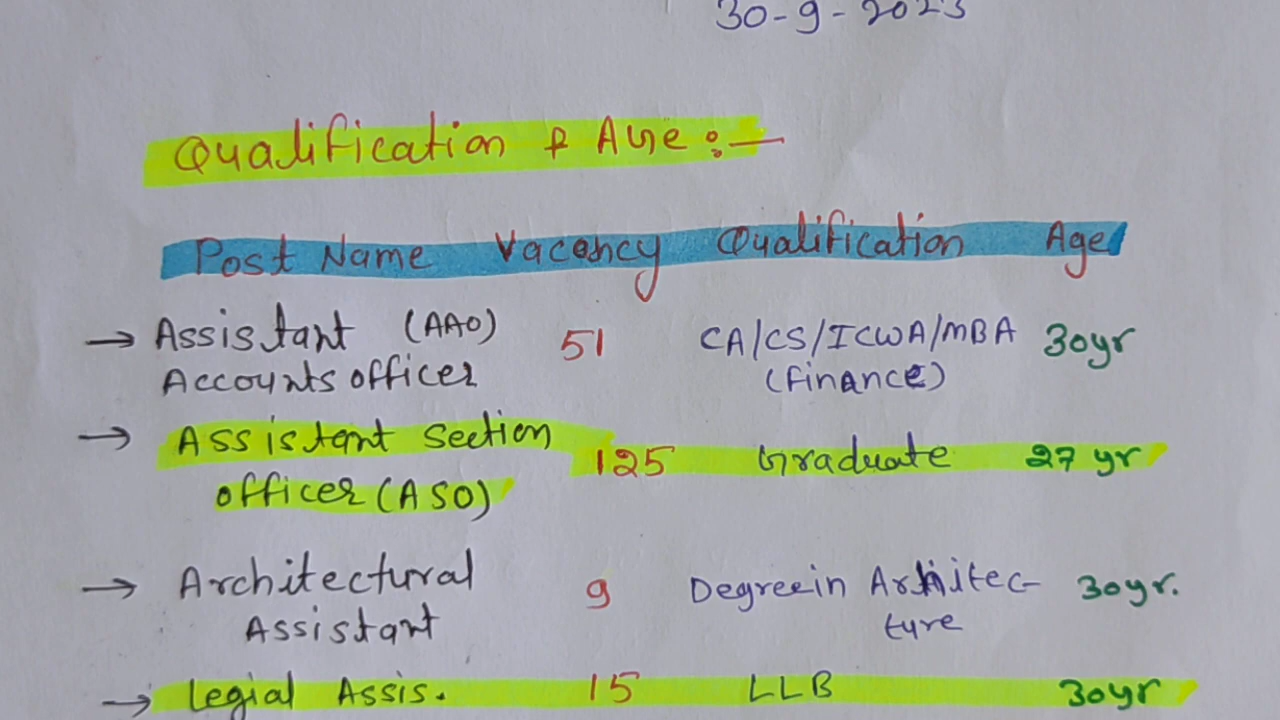 30-9-2023
Qualification & Age :—
Post Name Vacancy Qualification Age
→ Assistant (AAO) 51 CA/CS/ICWA/MBA 30yr
Accounts officer (Finance)
→ Assistant Section
officer (ASO) 125 Graduate 27 yr
→ Architectural 9 Degree in Arhitec-
Assistant ture 30yr.
→ Legial Assis. 15 LLB 30yr